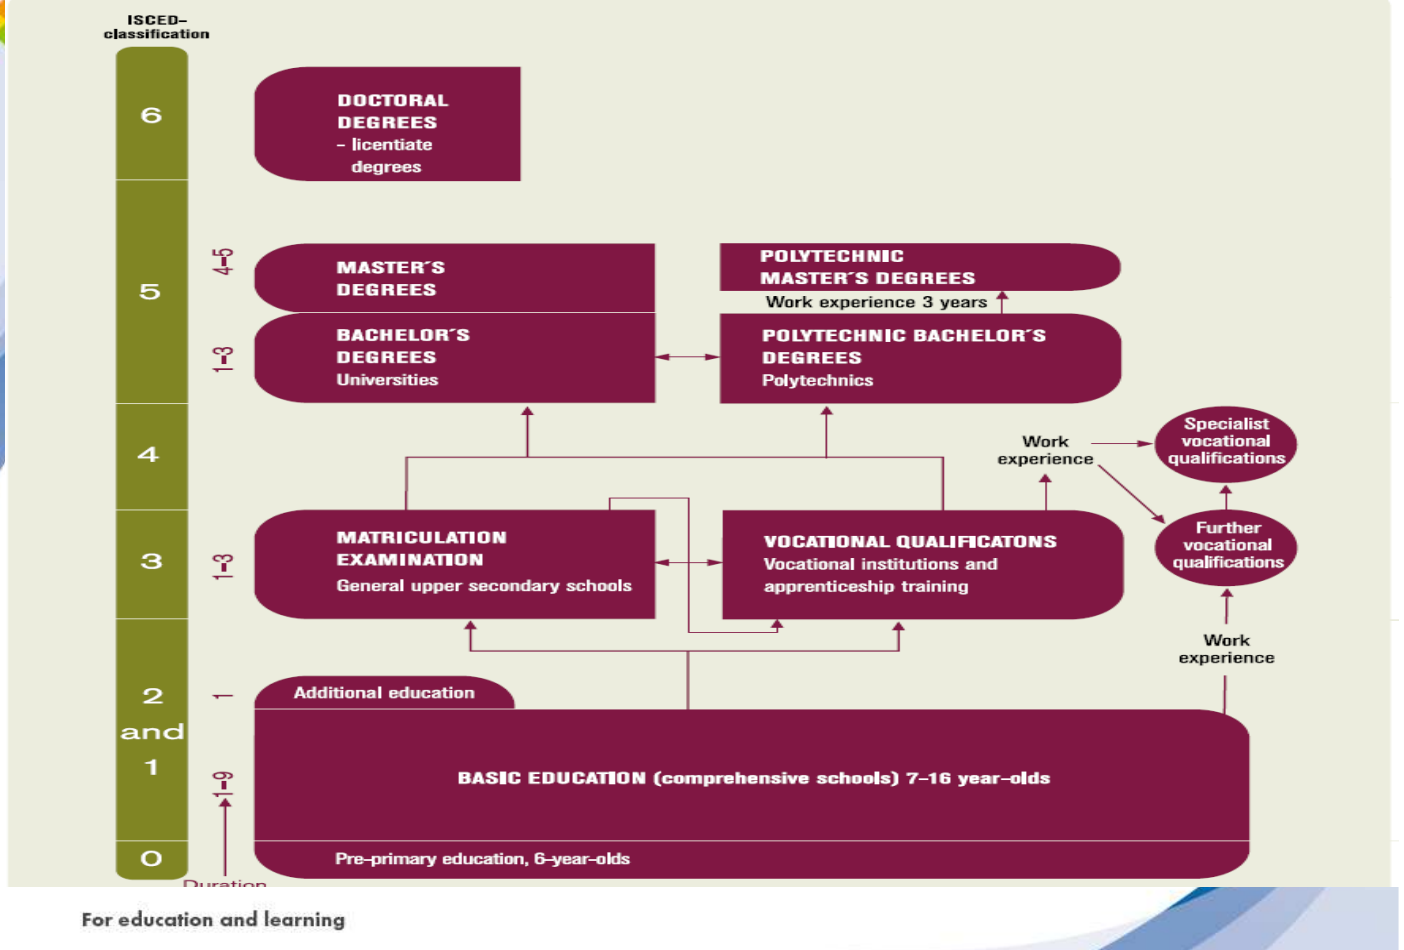 ISCED–
classification
6
DOCTORAL
DEGREES
– licentiate
degrees
5
4–5
MASTER´S
DEGREES
POLYTECHNIC
MASTER´S DEGREES
Work experience 3 years
1–3
BACHELOR´S
DEGREES
Universities
POLYTECHNIC BACHELOR´S
DEGREES
Polytechnics
4
Work
experience
Specialist
vocational
qualifications
3
1–3
MATRICULATION
EXAMINATION
General upper secondary schools
VOCATIONAL QUALIFICATONS
Vocational institutions and
apprenticeship training
Further
vocational
qualifications
Work
experience
2
and
1
1
Additional education
1–9
BASIC EDUCATION (comprehensive schools) 7–16 year-olds
0
Pre-primary education, 6-year-olds
Duration
For education and learning